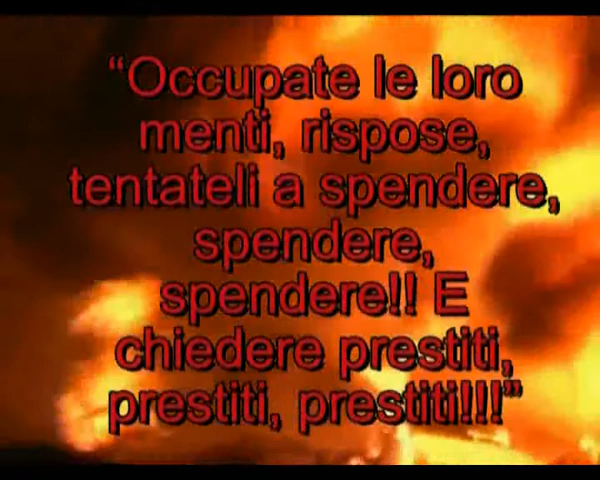 “Occupate le loro
menti, rispose,
tentateli a spendere,
spendere,
spendere!! E
chiedere prestiti,
prestiti, prestiti!!!”